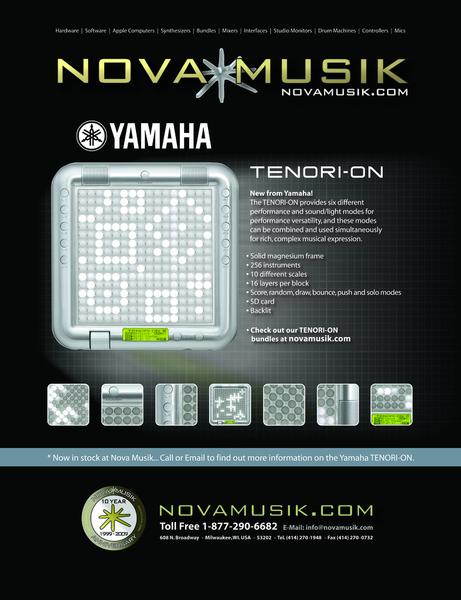 Hardware | Software | Apple Computers | Synthesizers | Bundles | Mixers | Interfaces | Studio Monitors | Drum Machines | Controllers | Mics
NOVA MUSIK
NOVAMUSIK.COM
YAMAHA
TENORI-ON
New from Yamaha!
The TENORI-ON provides six different
performance and sound/light modes for
performance versatility, and these modes
can be combined and used simultaneously
for rich, complex musical expression.
• Solid magnesium frame
• 256 instruments
• 10 different scales
• 16 layers per block
• Score, random, draw, bounce, push and solo modes
• SD card
• Backlit
• Check out our TENORI-ON
bundles at novamusik.com
* Now in stock at Nova Musik... Call or Email to find out more information on the Yamaha TENORI-ON.
NOVA MUSIK
10 YEAR
1999-2009
ANNIVERSARY
NOVAMUSIK.COM
Toll Free 1-877-290-6682 E-Mail: info@novamusik.com
608 N. Broadway - Milwaukee, WI, USA - 53202 - Tel. (414) 270-1948 - Fax (414) 270-0732